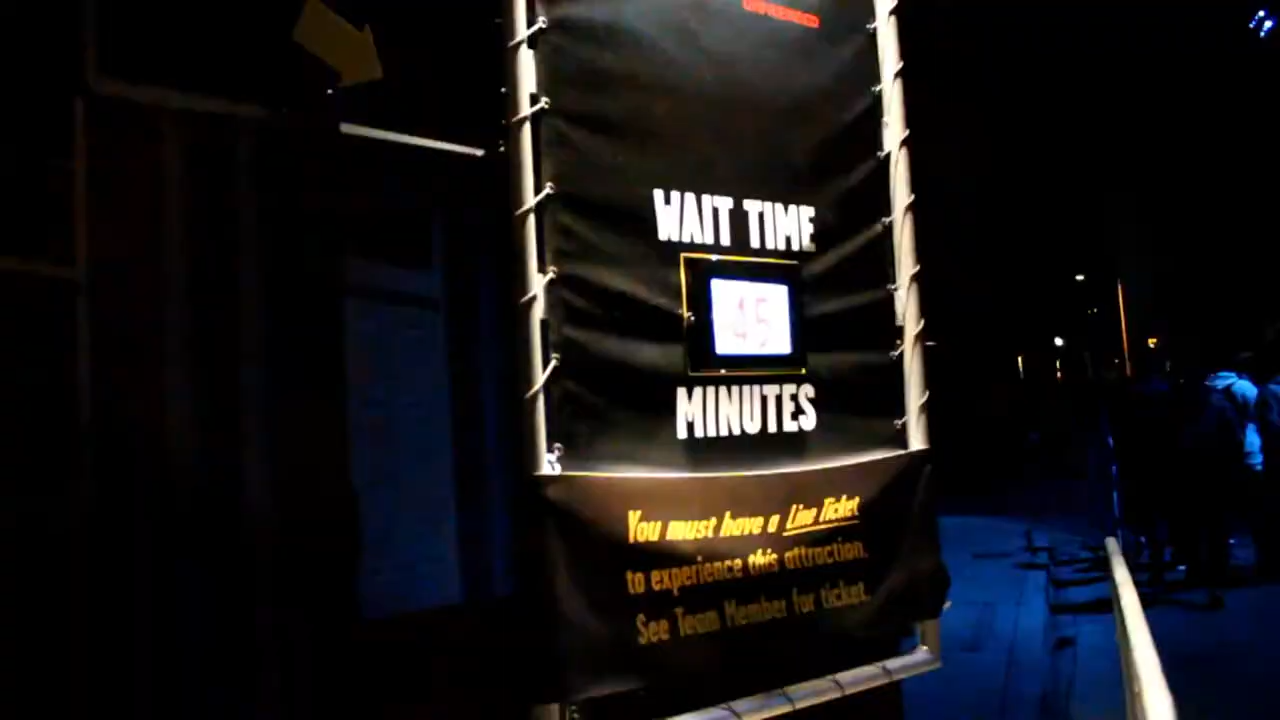 WAIT TIME
45
MINUTES
You must have a Line Ticket
to experience this attraction.
See Team Member for ticket.